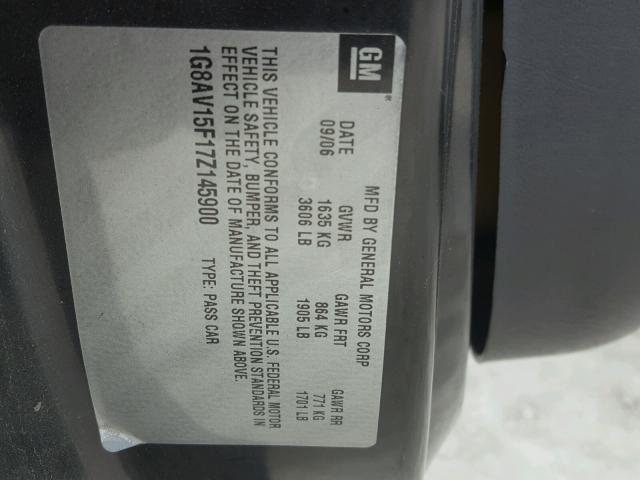 GM
®
MFD BY GENERAL MOTORS CORP
DATE GVWR GAWR FRT GAWR RR
09/06 1635 KG 864 KG 771 KG
3606 LB 1905 LB 1701 LB
THIS VEHICLE CONFORMS TO ALL APPLICABLE U.S. FEDERAL MOTOR
VEHICLE SAFETY, BUMPER, AND THEFT PREVENTION STANDARDS IN
EFFECT ON THE DATE OF MANUFACTURE SHOWN ABOVE.
1G8AV15F17Z145900 TYPE: PASS CAR